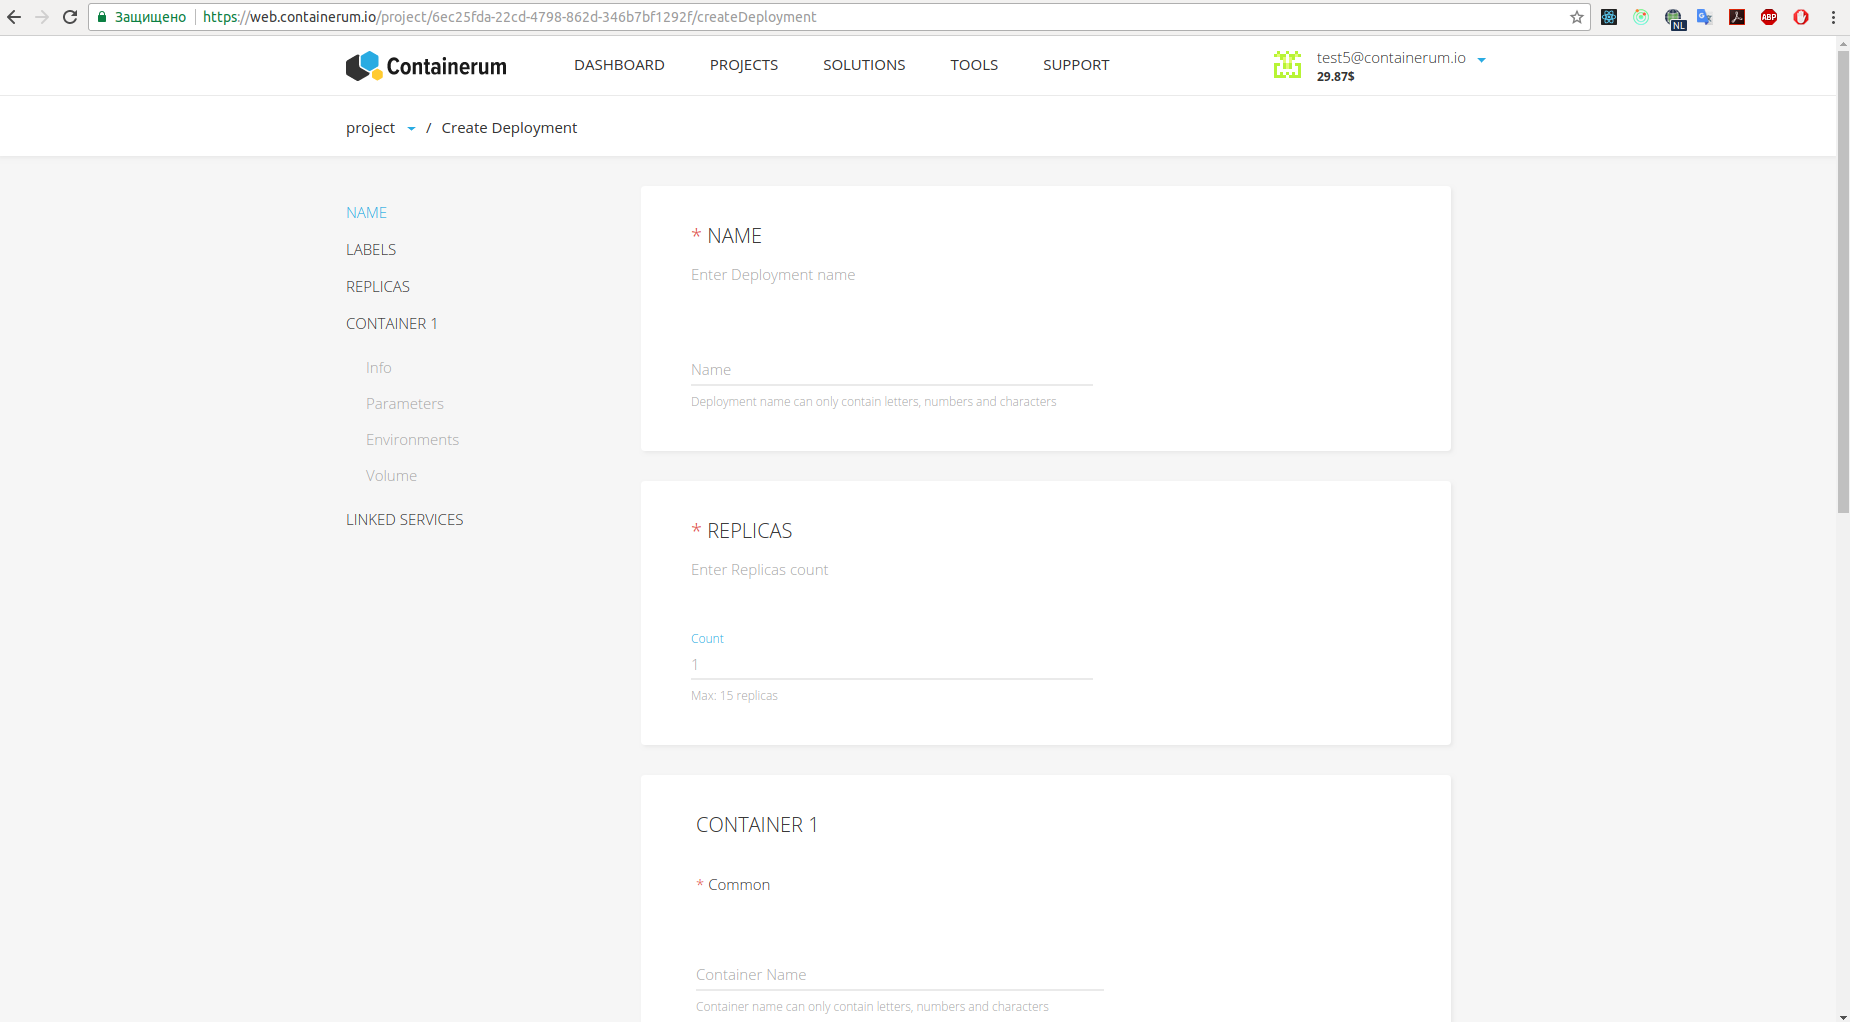 Защищено https://web.containerum.io/project/6ec25fda-22cd-4798-862d-346b7bf1292f/createDeployment
NL
ABP
Containerum
DASHBOARD PROJECTS SOLUTIONS TOOLS SUPPORT
test5@containerum.io
29.87$
project / Create Deployment
NAME
LABELS
REPLICAS
CONTAINER 1
Info
Parameters
Environments
Volume
LINKED SERVICES
* NAME
Enter Deployment name
Name
Deployment name can only contain letters, numbers and characters
* REPLICAS
Enter Replicas count
Count
1
Max: 15 replicas
CONTAINER 1
* Common
Container Name
Container name can only contain letters, numbers and characters